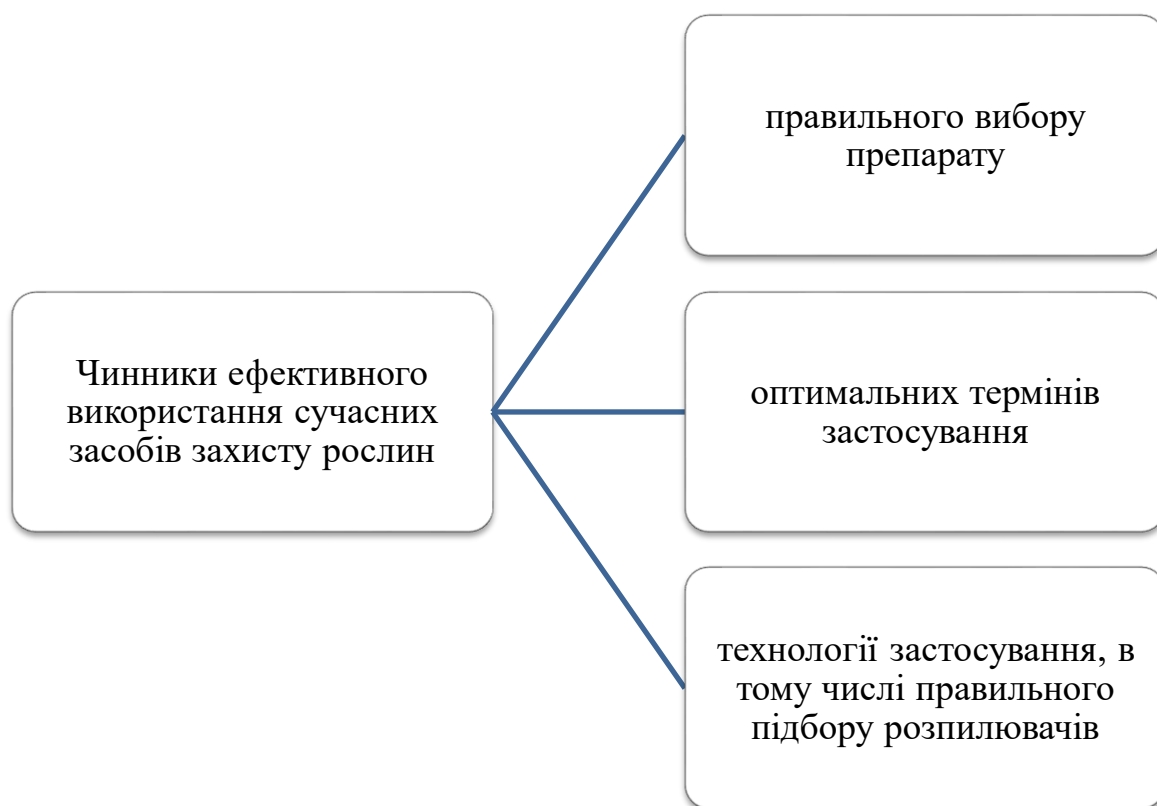 Чинники ефективного
використання сучасних
засобів захисту рослин
правильного вибору
препарату
оптимальних термінів
застосування
технології застосування, в
тому числі правильного
підбору розпилювачів